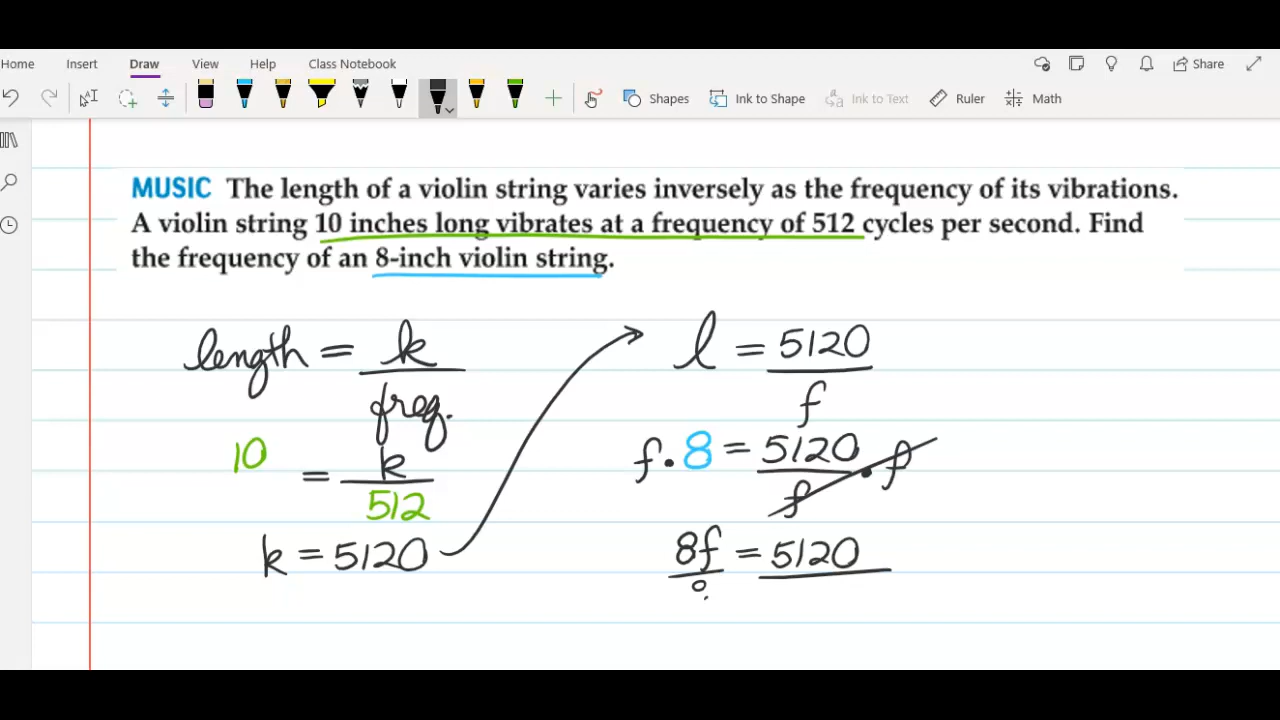 Home Insert Draw View Help Class Notebook Share
Shapes Ink to Shape Ink to Text Ruler Math
MUSIC The length of a violin string varies inversely as the frequency of its vibrations.
A violin string 10 inches long vibrates at a frequency of 512 cycles per second. Find
the frequency of an 8-inch violin string.
length = k
freq.
10 = k
512
k = 5120
l = 5120
f
f · 8 = 5120 · f
f
8f = 5120